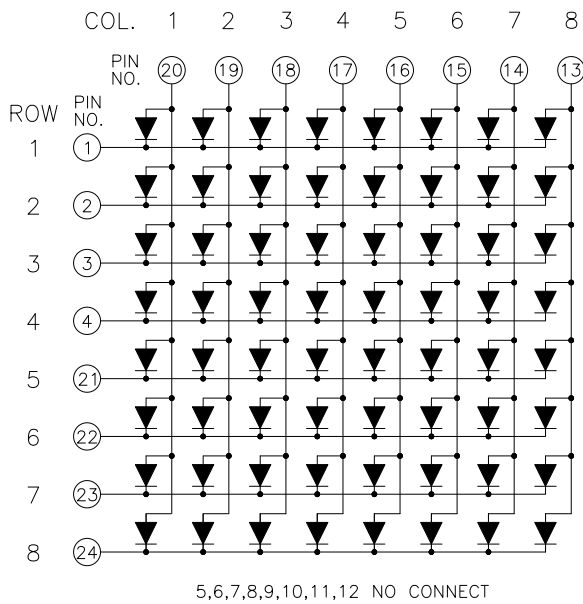 COL. 1 2 3 4 5 6 7 8
PIN NO. 20 19 18 17 16 15 14 13
ROW PIN NO.
1 1
2 2
3 3
4 4
5 21
6 22
7 23
8 24
5,6,7,8,9,10,11,12 NO CONNECT